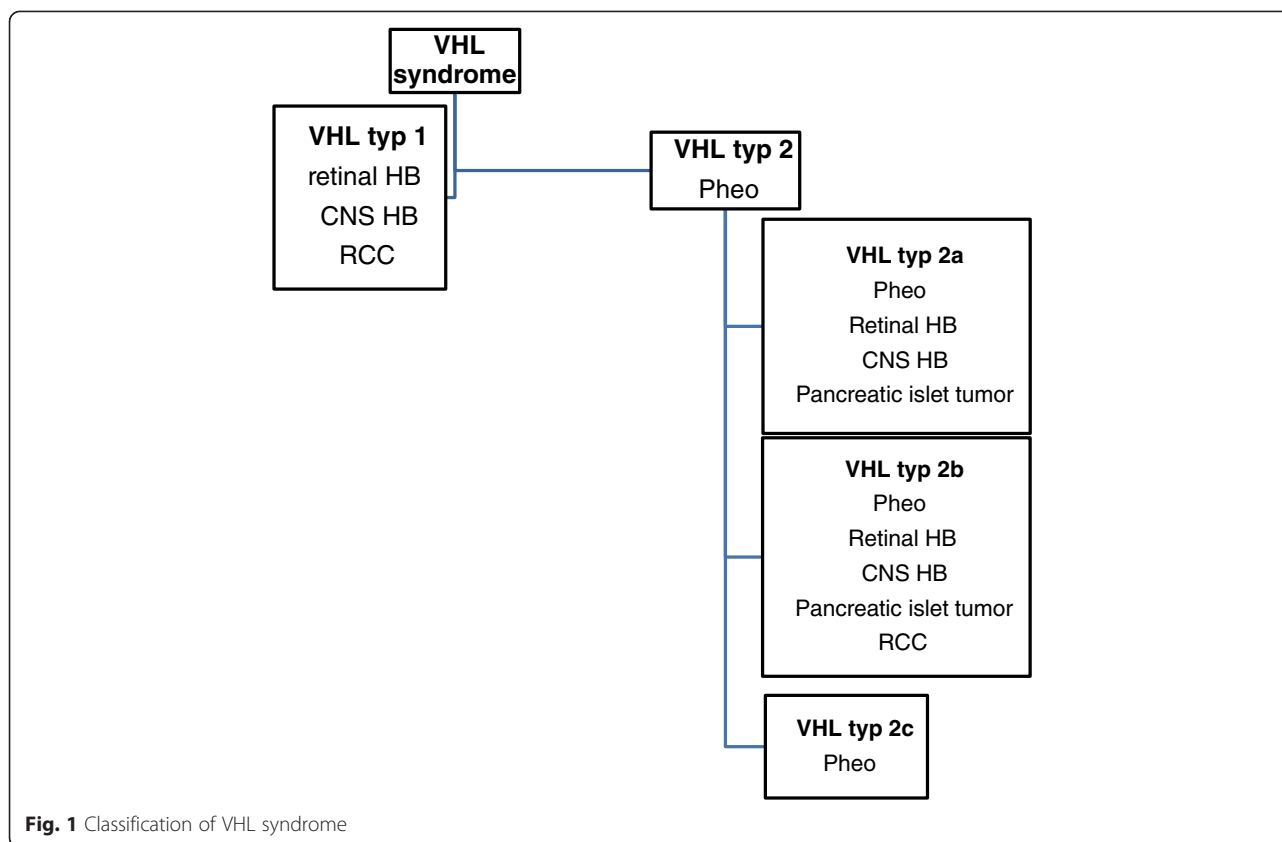 VHL
syndrome
VHL typ 1
retinal HB
CNS HB
RCC
VHL typ 2
Pheo
VHL typ 2a
Pheo
Retinal HB
CNS HB
Pancreatic islet tumor
VHL typ 2b
Pheo
Retinal HB
CNS HB
Pancreatic islet tumor
RCC
VHL typ 2c
Pheo
Fig. 1 Classification of VHL syndrome